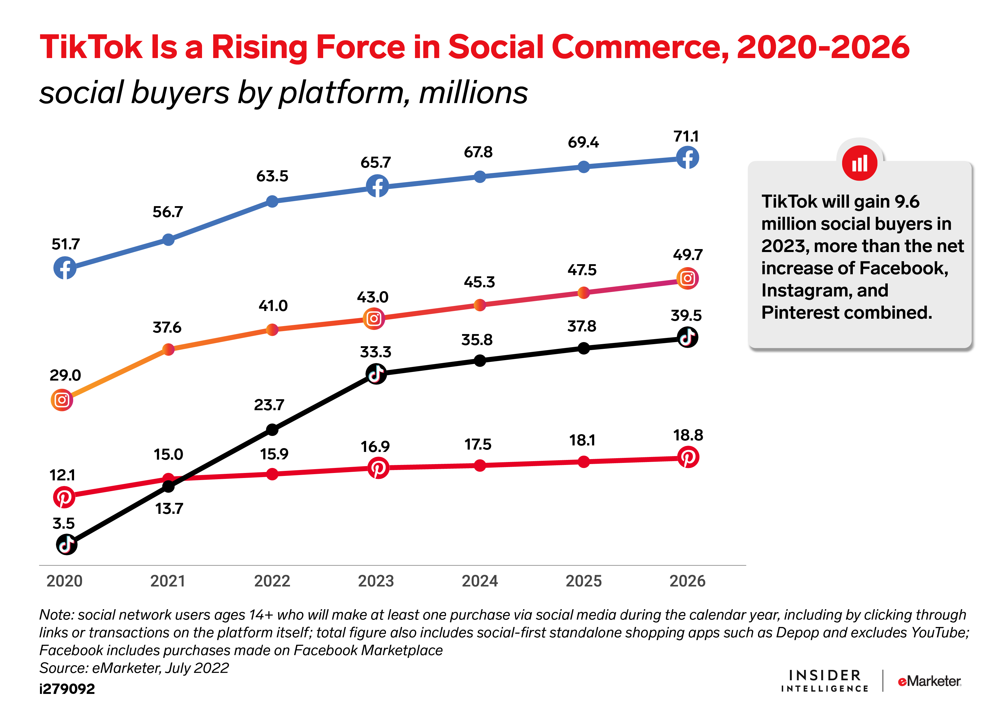 TikTok Is a Rising Force in Social Commerce, 2020-2026
social buyers by platform, millions
51.7
56.7
63.5
65.7
67.8
69.4
71.1
29.0
37.6
41.0
43.0
45.3
47.5
49.7
3.5
13.7
23.7
33.3
35.8
37.8
39.5
12.1
15.0
15.9
16.9
17.5
18.1
18.8
TikTok will gain 9.6
million social buyers in
2023, more than the net
increase of Facebook,
Instagram, and
Pinterest combined.
2020 2021 2022 2023 2024 2025 2026
Note: social network users ages 14+ who will make at least one purchase via social media during the calendar year, including by clicking through
links or transactions on the platform itself; total figure also includes social-first standalone shopping apps such as Depop and excludes YouTube;
Facebook includes purchases made on Facebook Marketplace
Source: eMarketer, July 2022
i279092
INSIDER
INTELLIGENCE
eMarketer